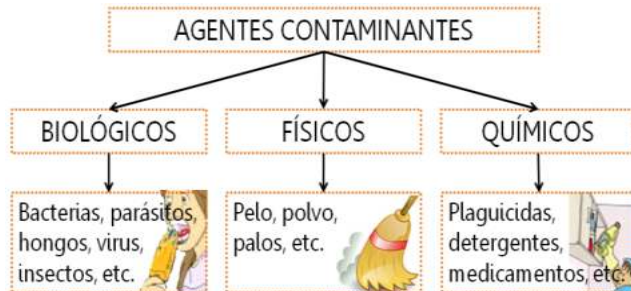 AGENTES CONTAMINANTES
BIOLÓGICOS
FÍSICOS
QUÍMICOS
Bacterias, parásitos,
hongos, virus,
insectos, etc.
Pelo, polvo,
palos, etc.
Plaguicidas,
detergentes,
medicamentos, etc.